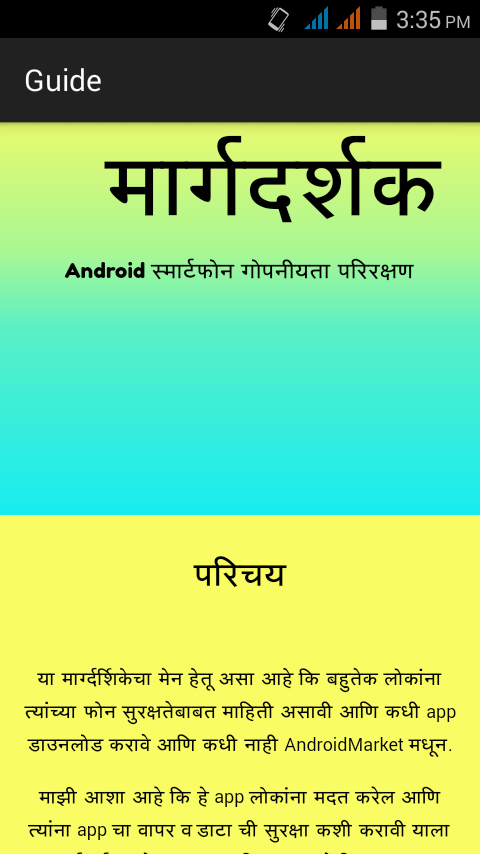 3:35 PM
Guide
मार्गदर्शक
Android स्मार्टफोन गोपनीयता परिरक्षण
परिचय
या मार्ग्दर्शिकेचा मेन हेतू असा आहे कि बहुतेक लोकांना
त्यांच्या फोन सुरक्षतेबाबत माहिती असावी आणि कधी app
डाउनलोड करावे आणि कधी नाही AndroidMarket मधून.
माझी आशा आहे कि हे app लोकांना मदत करेल आणि
त्यांना app चा वापर व डाटा ची सुरक्षा कशी करावी याला